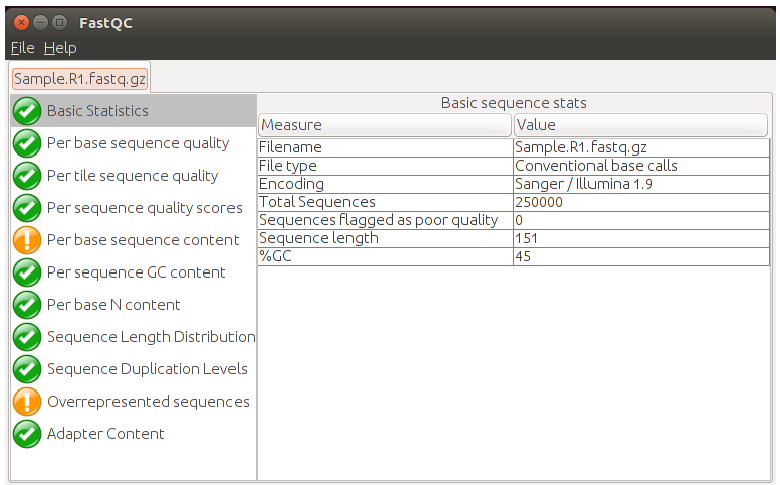 FastQC
File Help
Sample.R1.fastq.gz
Basic Statistics
Per base sequence quality
Per tile sequence quality
Per sequence quality scores
Per base sequence content
Per sequence GC content
Per base N content
Sequence Length Distribution
Sequence Duplication Levels
Overrepresented sequences
Adapter Content
Basic sequence stats
Measure Value
Filename Sample.R1.fastq.gz
File type Conventional base calls
Encoding Sanger / Illumina 1.9
Total Sequences 250000
Sequences flagged as poor quality 0
Sequence length 151
%GC 45